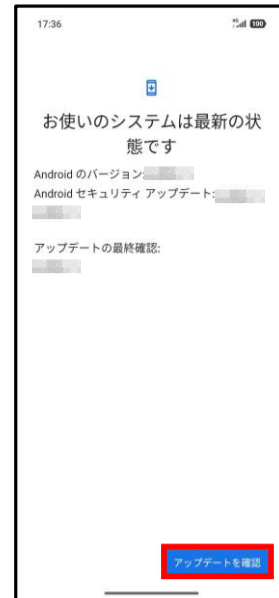 17:36
4G
100
お使いのシステムは最新の状
態です
Android のバージョン:
Android セキュリティ アップデート:
アップデートの最終確認:
アップデートを確認